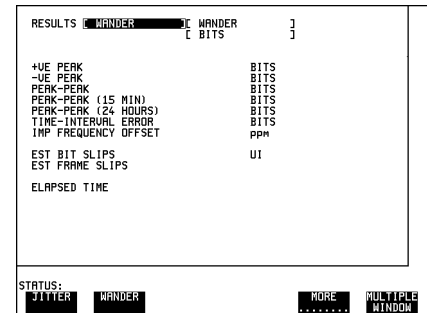 RESULTS [ WANDER ][ WANDER ]
[ BITS ]
+VE PEAK BITS
-VE PEAK BITS
PEAK-PEAK BITS
PEAK-PEAK (15 MIN) BITS
PEAK-PEAK (24 HOURS) BITS
TIME-INTERVAL ERROR BITS
IMP FREQUENCY OFFSET ppm
EST BIT SLIPS UI
EST FRAME SLIPS
ELAPSED TIME
STATUS:
JITTER WANDER MORE ........ MULTIPLE WINDOW